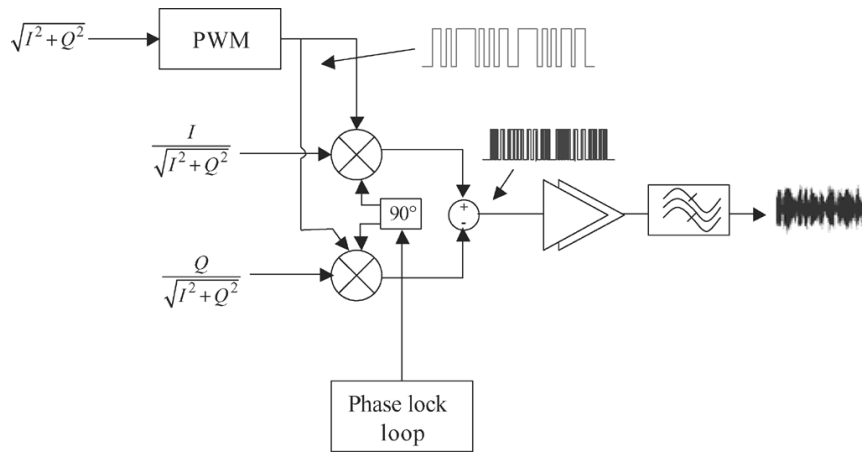 √(I² + Q²)
PWM
I / √(I² + Q²)
90°
+
-
Q / √(I² + Q²)
Phase lock
loop